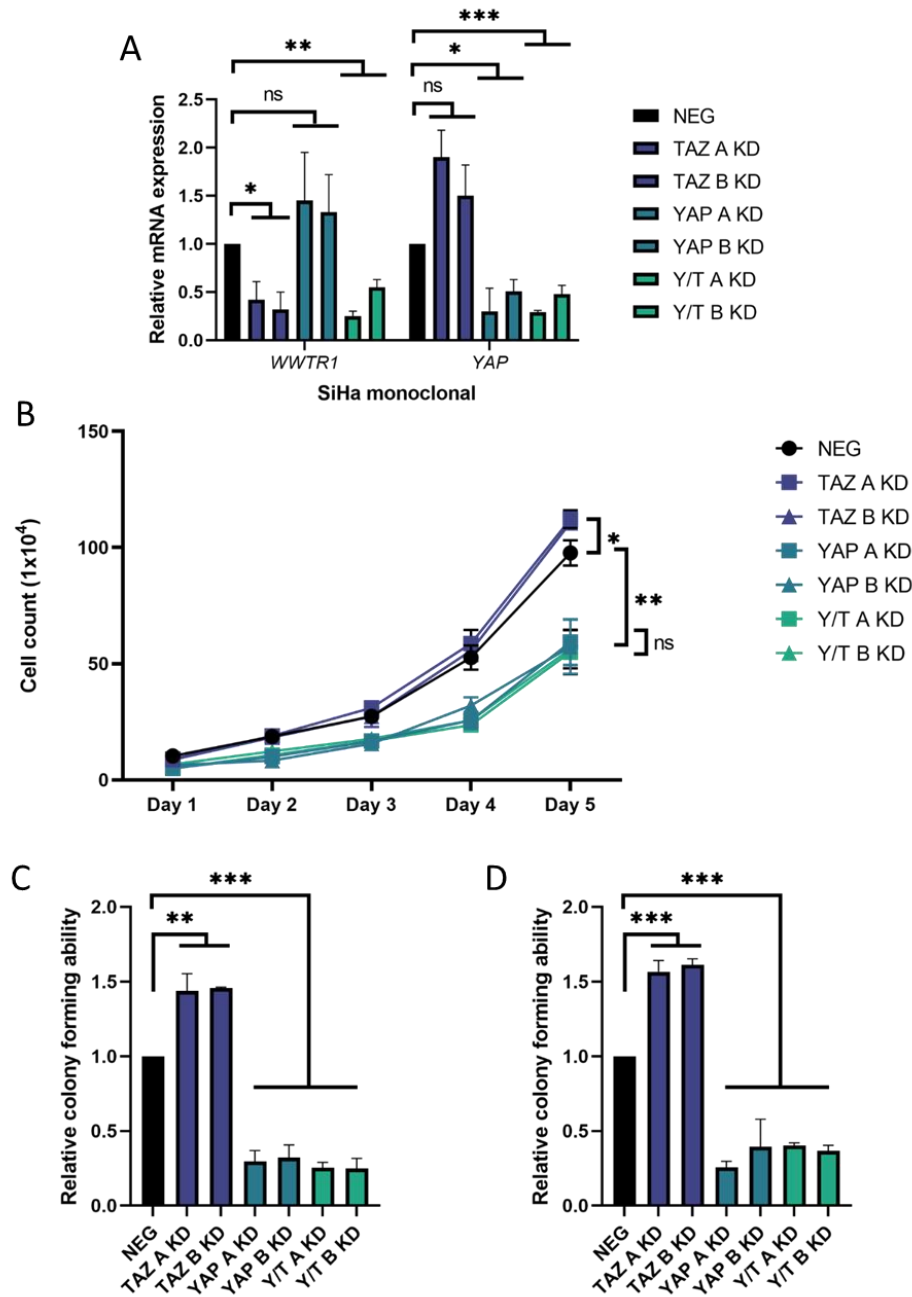 A
***
**
*
ns
ns
*
2.5
2.0
1.5
1.0
0.5
0.0
Relative mRNA expression
WWTR1
YAP
SiHa monoclonal
NEG
TAZ A KD
TAZ B KD
YAP A KD
YAP B KD
Y/T A KD
Y/T B KD
B
150
100
50
0
Cell count (1x10⁴)
Day 1
Day 2
Day 3
Day 4
Day 5
*
**
ns
NEG
TAZ A KD
TAZ B KD
YAP A KD
YAP B KD
Y/T A KD
Y/T B KD
C
***
**
2.0
1.5
1.0
0.5
0.0
Relative colony forming ability
NEG
TAZ A KD
TAZ B KD
YAP A KD
YAP B KD
Y/T A KD
Y/T B KD
D
***
***
2.0
1.5
1.0
0.5
0.0
Relative colony forming ability
NEG
TAZ A KD
TAZ B KD
YAP A KD
YAP B KD
Y/T A KD
Y/T B KD